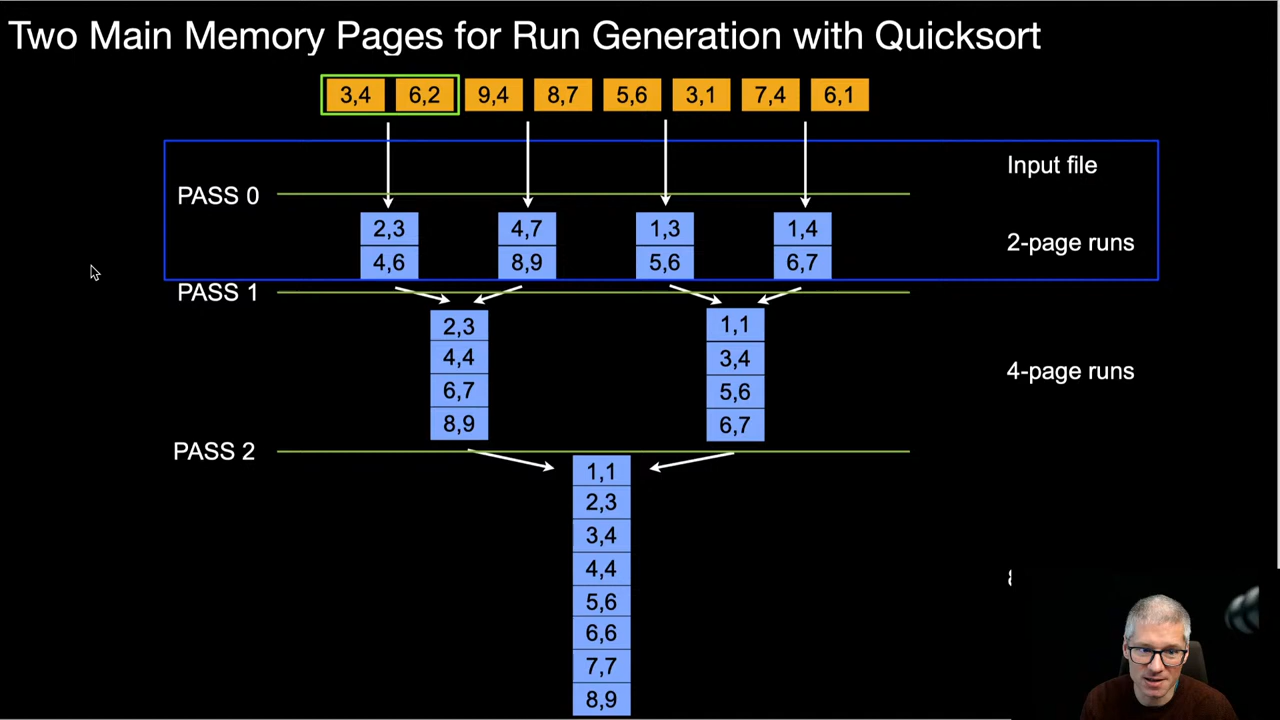 Two Main Memory Pages for Run Generation with Quicksort
3,4 6,2 9,4 8,7 5,6 3,1 7,4 6,1
Input file
PASS 0
2,3 4,7 1,3 1,4
2-page runs
4,6 8,9 5,6 6,7
PASS 1
2,3 1,1
4,4 3,4
4-page runs
6,7 5,6
8,9 6,7
PASS 2
1,1
2,3
3,4
4,4
5,6
6,6
7,7
8,9